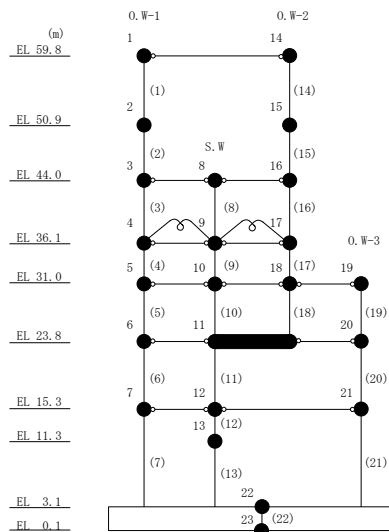 O.W-1 O.W-2
(m)
EL 59.8 1 14
(1) (14)
EL 50.9 2 15
(2) (15)
S.W
EL 44.0 3 8 16
(3) (8) (16)
EL 36.1 4 9 17
O.W-3
(4) (9) (17)
EL 31.0 5 10 18 19
(5) (10) (18) (19)
EL 23.8 6 11 20
(6) (11) (20)
EL 15.3 7 12 21
(12)
EL 11.3 13
(7) (13) (21)
EL 3.1 22
EL 0.1 23 (22)